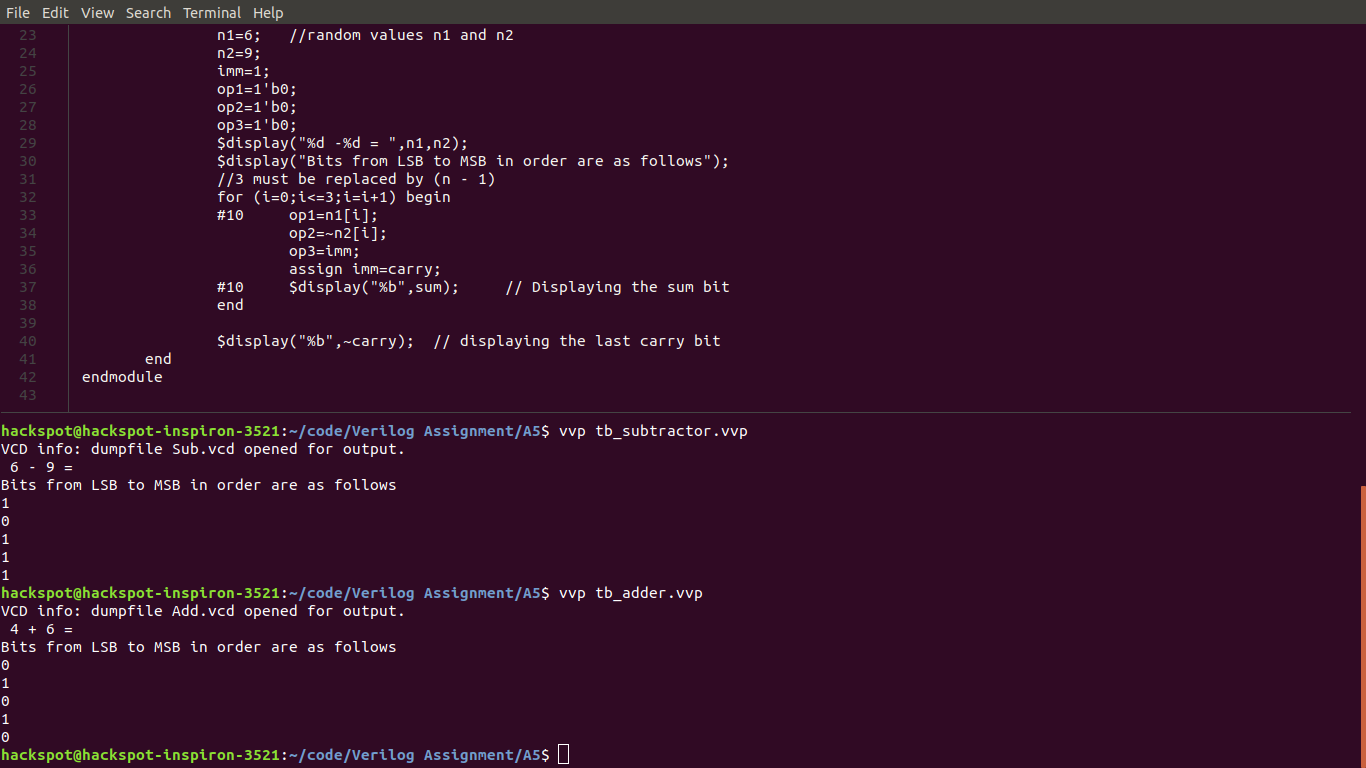 File Edit View Search Terminal Help
23 n1=6; //random values n1 and n2
24 n2=9;
25 imm=1;
26 op1=1'b0;
27 op2=1'b0;
28 op3=1'b0;
29 $display("%d -%d = ",n1,n2);
30 $display("Bits from LSB to MSB in order are as follows");
31 //3 must be replaced by (n - 1)
32 for (i=0;i<=3;i=i+1) begin
33 #10 op1=n1[i];
34 op2=~n2[i];
35 op3=imm;
36 assign imm=carry;
37 #10 $display("%b",sum); // Displaying the sum bit
38 end
39
40 $display("%b",~carry); // displaying the last carry bit
41 end
42 endmodule
43
hackspot@hackspot-inspiron-3521:~/code/Verilog Assignment/A5$ vvp tb_subtractor.vvp
VCD info: dumpfile Sub.vcd opened for output.
6 - 9 =
Bits from LSB to MSB in order are as follows
1
0
1
1
1
hackspot@hackspot-inspiron-3521:~/code/Verilog Assignment/A5$ vvp tb_adder.vvp
VCD info: dumpfile Add.vcd opened for output.
4 + 6 =
Bits from LSB to MSB in order are as follows
0
1
0
1
0
hackspot@hackspot-inspiron-3521:~/code/Verilog Assignment/A5$